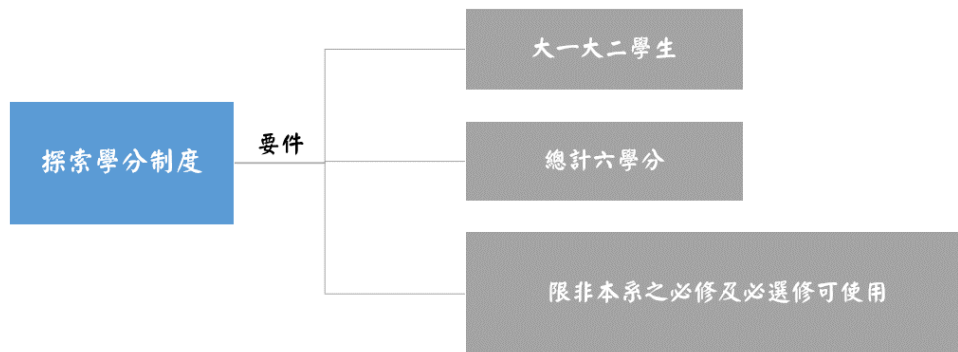 探索學分制度
要件
大一大二學生
總計六學分
限非本系之必修及必選修可使用